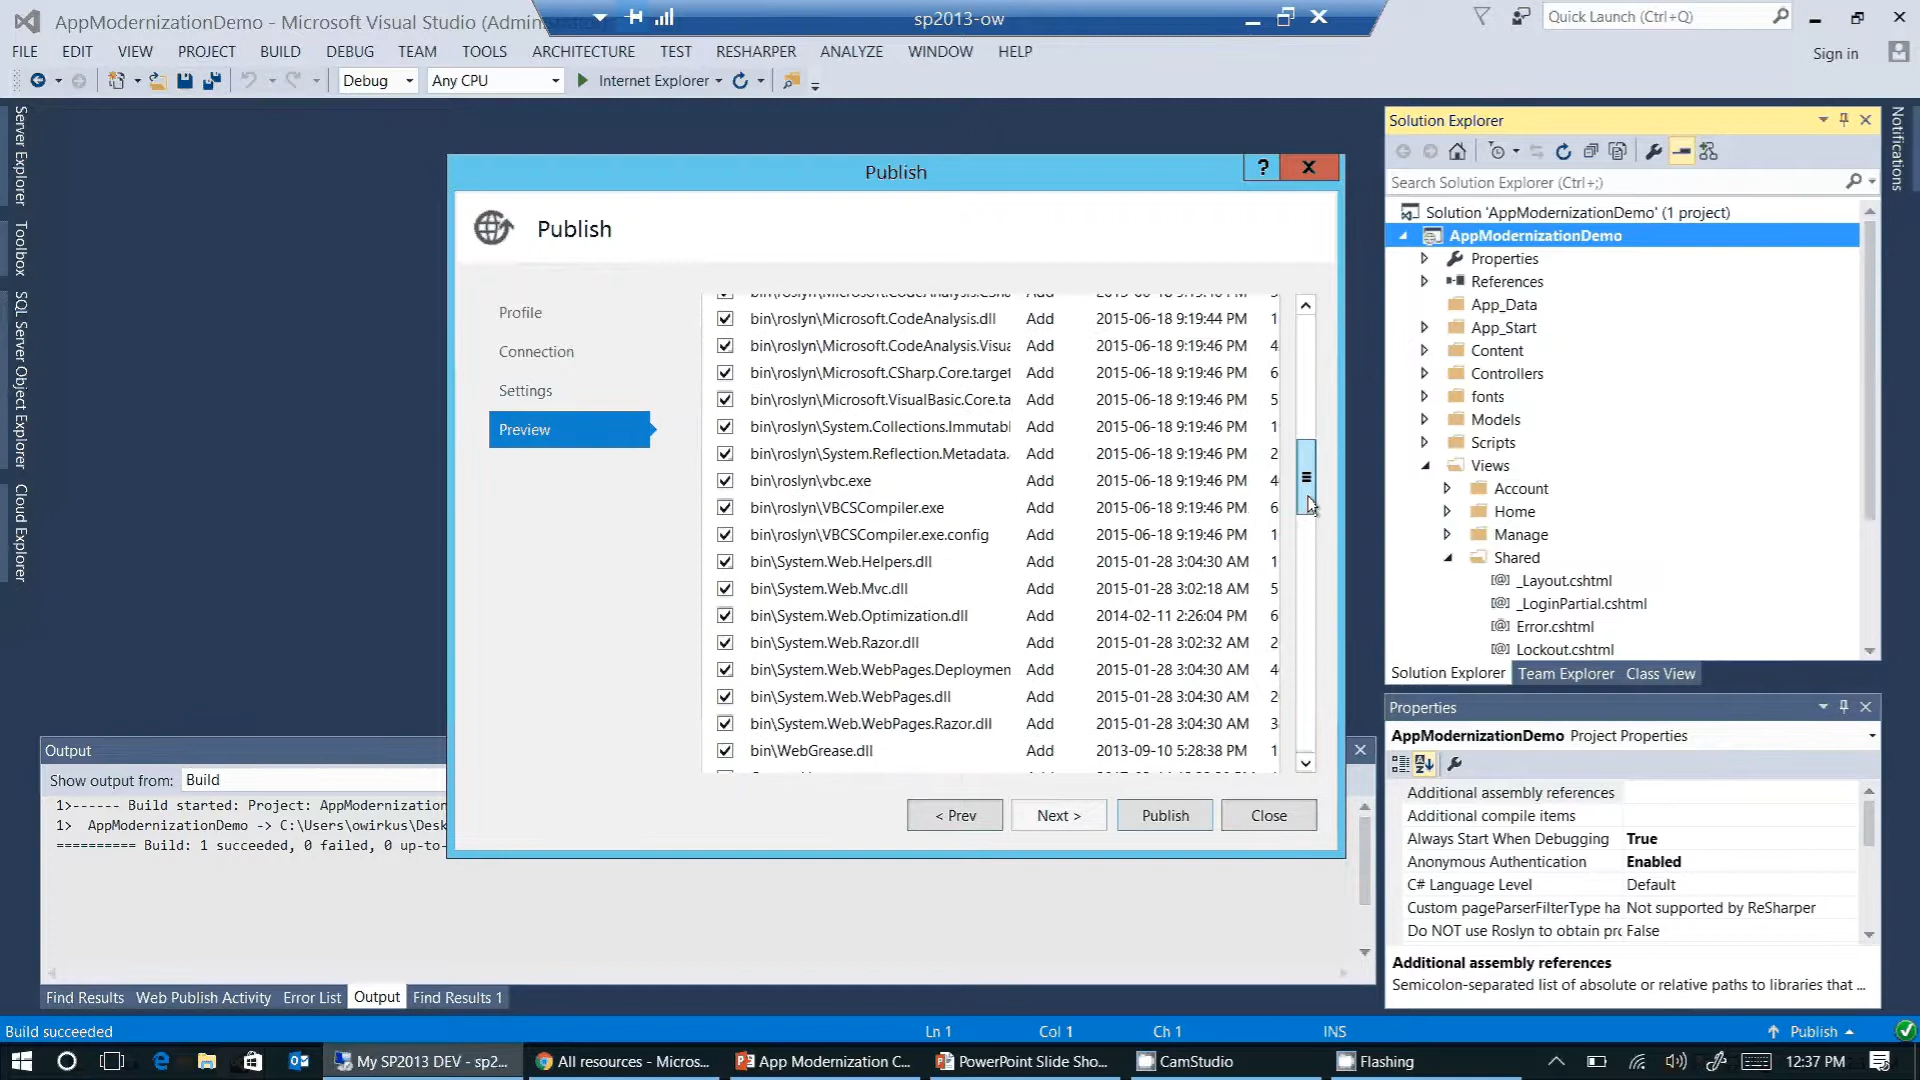 AppModernizationDemo - Microsoft Visual Studio (Admin
sp2013-ow
Quick Launch (Ctrl+Q)
FILE EDIT VIEW PROJECT BUILD DEBUG TEAM TOOLS ARCHITECTURE TEST RESHARPER ANALYZE WINDOW HELP
Sign in
Debug Any CPU Internet Explorer
Server Explorer
Toolbox
SQL Server Object Explorer
Cloud Explorer
Publish
?
Publish
Profile
Connection
Settings
Preview
bin\roslyn\Microsoft.CodeAnalysis.dll Add 2015-06-18 9:19:44 PM 1
bin\roslyn\Microsoft.CodeAnalysis.Visua Add 2015-06-18 9:19:46 PM 4
bin\roslyn\Microsoft.CSharp.Core.target Add 2015-06-18 9:19:46 PM 6
bin\roslyn\Microsoft.VisualBasic.Core.ta Add 2015-06-18 9:19:46 PM 5
bin\roslyn\System.Collections.Immutabl Add 2015-06-18 9:19:46 PM 1
bin\roslyn\System.Reflection.Metadata. Add 2015-06-18 9:19:46 PM 2
bin\roslyn\vbc.exe Add 2015-06-18 9:19:46 PM 4
bin\roslyn\VBCSCompiler.exe Add 2015-06-18 9:19:46 PM 6
bin\roslyn\VBCSCompiler.exe.config Add 2015-06-18 9:19:46 PM 1
bin\System.Web.Helpers.dll Add 2015-01-28 3:04:30 AM 1
bin\System.Web.Mvc.dll Add 2015-01-28 3:02:18 AM 5
bin\System.Web.Optimization.dll Add 2014-02-11 2:26:04 PM 6
bin\System.Web.Razor.dll Add 2015-01-28 3:02:32 AM 2
bin\System.Web.WebPages.Deploymen Add 2015-01-28 3:04:30 AM 4
bin\System.Web.WebPages.dll Add 2015-01-28 3:04:30 AM 2
bin\System.Web.WebPages.Razor.dll Add 2015-01-28 3:04:30 AM 3
bin\WebGrease.dll Add 2013-09-10 5:28:38 PM 1
< Prev Next > Publish Close
Solution Explorer
Search Solution Explorer (Ctrl+;)
Solution 'AppModernizationDemo' (1 project)
AppModernizationDemo
Properties
References
App_Data
App_Start
Content
Controllers
fonts
Models
Scripts
Views
Account
Home
Manage
Shared
_Layout.cshtml
_LoginPartial.cshtml
Error.cshtml
Lockout.cshtml
Solution Explorer Team Explorer Class View
Notifications
Properties
AppModernizationDemo Project Properties
Additional assembly references
Additional compile items
Always Start When Debugging True
Anonymous Authentication Enabled
C# Language Level Default
Custom pageParserFilterType ha Not supported by ReSharper
Do NOT use Roslyn to obtain prc False
Additional assembly references
Semicolon-separated list of absolute or relative paths to libraries that ...
Output
Show output from: Build
1>------ Build started: Project: AppModernization
1> AppModernizationDemo -> C:\Users\owirkus\Desk
========== Build: 1 succeeded, 0 failed, 0 up-to-
Find Results Web Publish Activity Error List Output Find Results 1
Build succeeded Ln 1 Col 1 Ch 1 INS Publish
My SP2013 DEV - sp2... All resources - Micros... App Modernization C... PowerPoint Slide Sho... CamStudio Flashing 12:37 PM